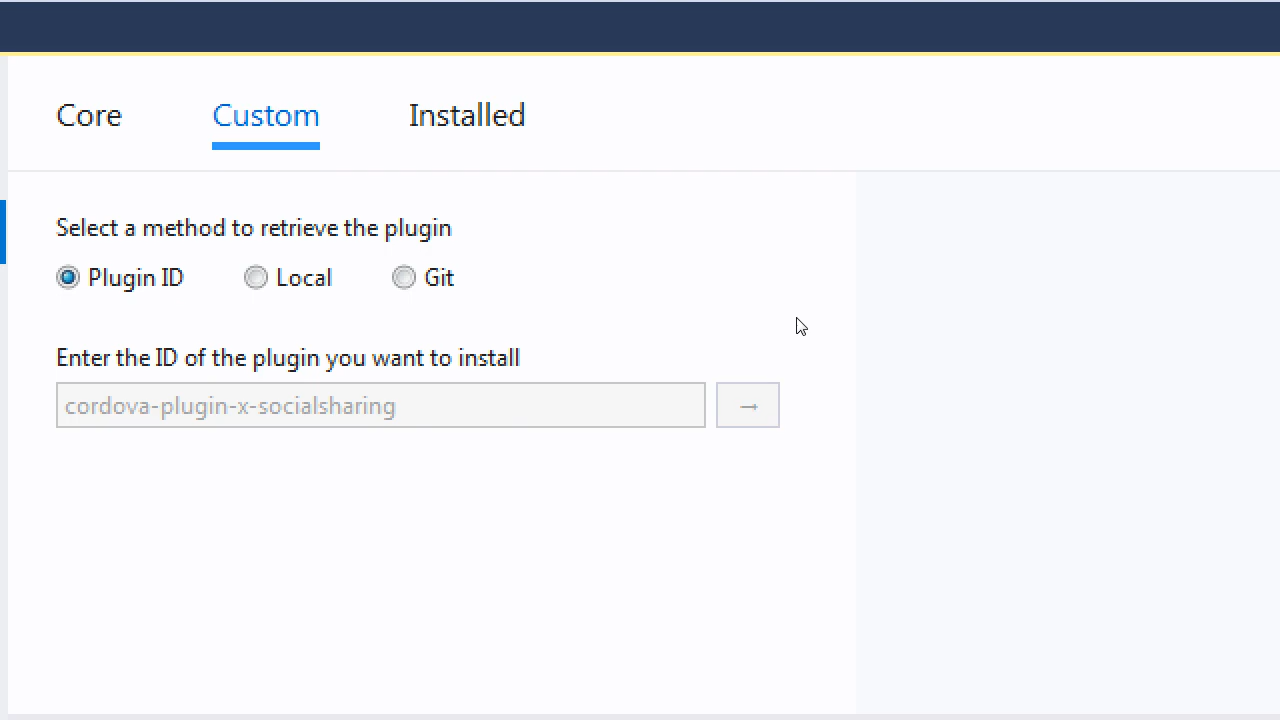 Core Custom Installed
Select a method to retrieve the plugin
Plugin ID Local Git
Enter the ID of the plugin you want to install
cordova-plugin-x-socialsharing →